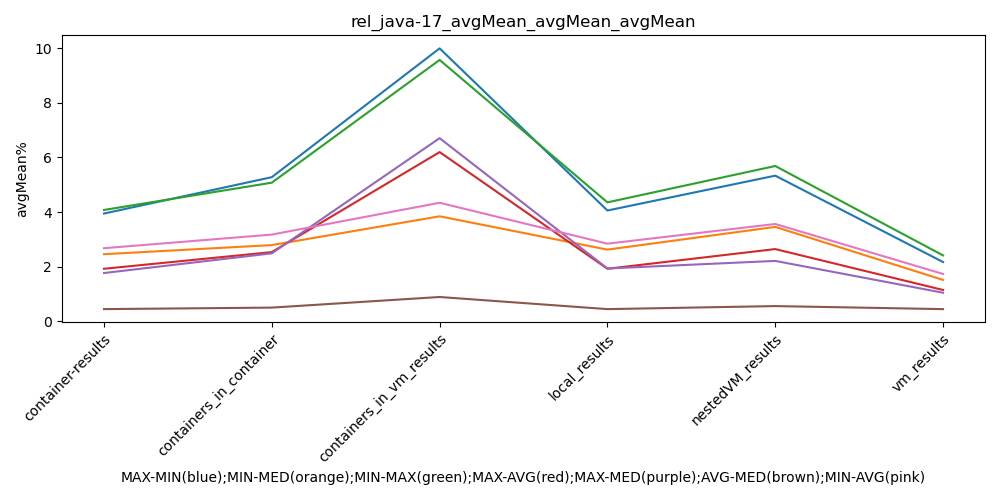 rel_java-17_avgMean_avgMean_avgMean
avgMean%
10
8
6
4
2
0
container-results
containers_in_container
containers_in_vm_results
local_results
nestedVM_results
vm_results
MAX-MIN(blue);MIN-MED(orange);MIN-MAX(green);MAX-AVG(red);MAX-MED(purple);AVG-MED(brown);MIN-AVG(pink)